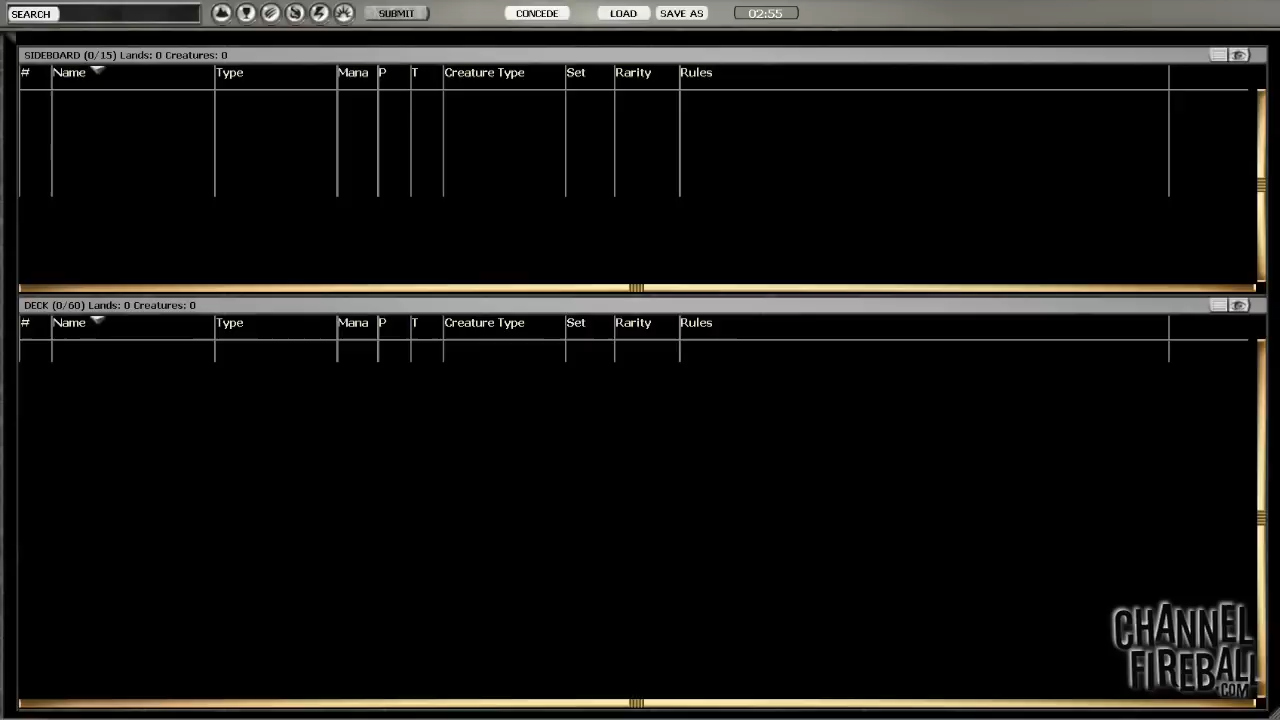 SEARCH SUBMIT CONCEDE LOAD SAVE AS 02:55
SIDEBOARD (0/15) Lands: 0 Creatures: 0
# Name Type Mana P T Creature Type Set Rarity Rules
DECK (0/60) Lands: 0 Creatures: 0
# Name Type Mana P T Creature Type Set Rarity Rules
CHANNEL
FIREBALL
.COM